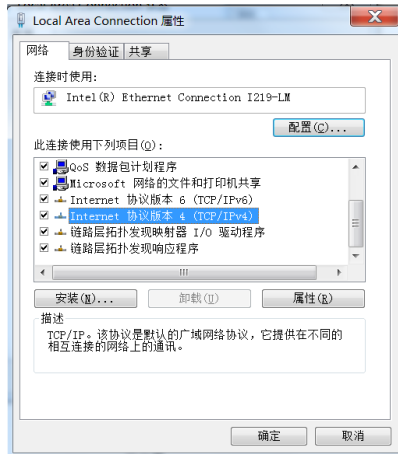 Local Area Connection 属性
网络
身份验证
共享
连接时使用:
Intel(R) Ethernet Connection I219-LM
配置(C)...
此连接使用下列项目(O):
QoS 数据包计划程序
Microsoft 网络的文件和打印机共享
Internet 协议版本 6 (TCP/IPv6)
Internet 协议版本 4 (TCP/IPv4)
链路层拓扑发现映射器 I/O 驱动程序
链路层拓扑发现响应程序
安装(N)...
卸载(U)
属性(R)
描述
TCP/IP。该协议是默认的广域网络协议，它提供在不同的
相互连接的网络上的通讯。
确定
取消